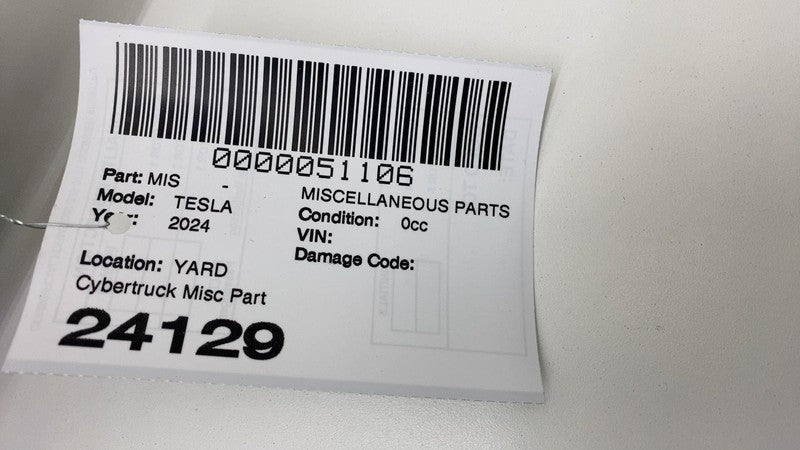 0000051106
Part: MIS - MISCELLANEOUS PARTS
Model: TESLA Condition: 0cc
Year: 2024 VIN:
Damage Code:
Location: YARD
Cybertruck Misc Part
24129